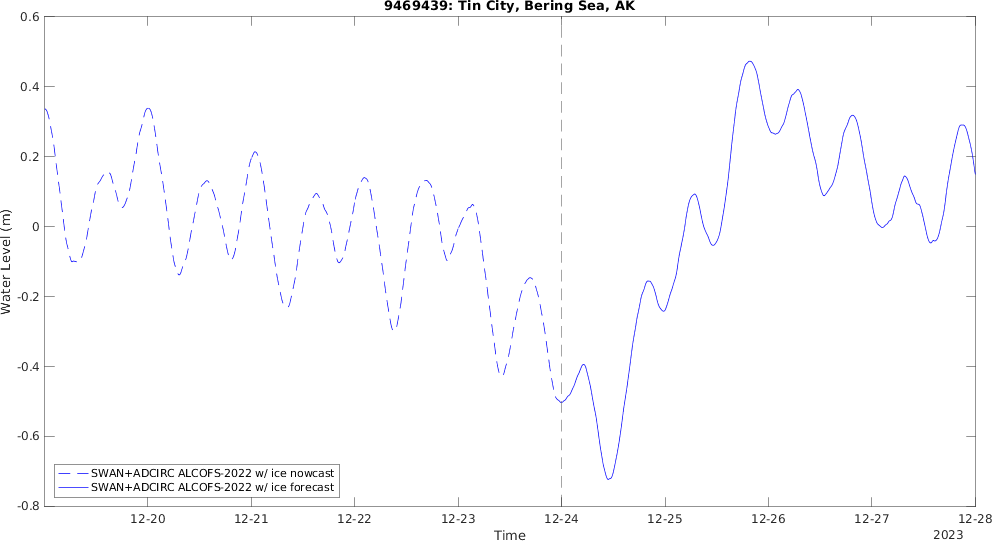 9469439: Tin City, Bering Sea, AK
Water Level (m)
0.6
0.4
0.2
0
-0.2
-0.4
-0.6
-0.8
SWAN+ADCIRC ALCOFS-2022 w/ ice nowcast
SWAN+ADCIRC ALCOFS-2022 w/ ice forecast
12-20 12-21 12-22 12-23 12-24 12-25 12-26 12-27 12-28
Time
2023